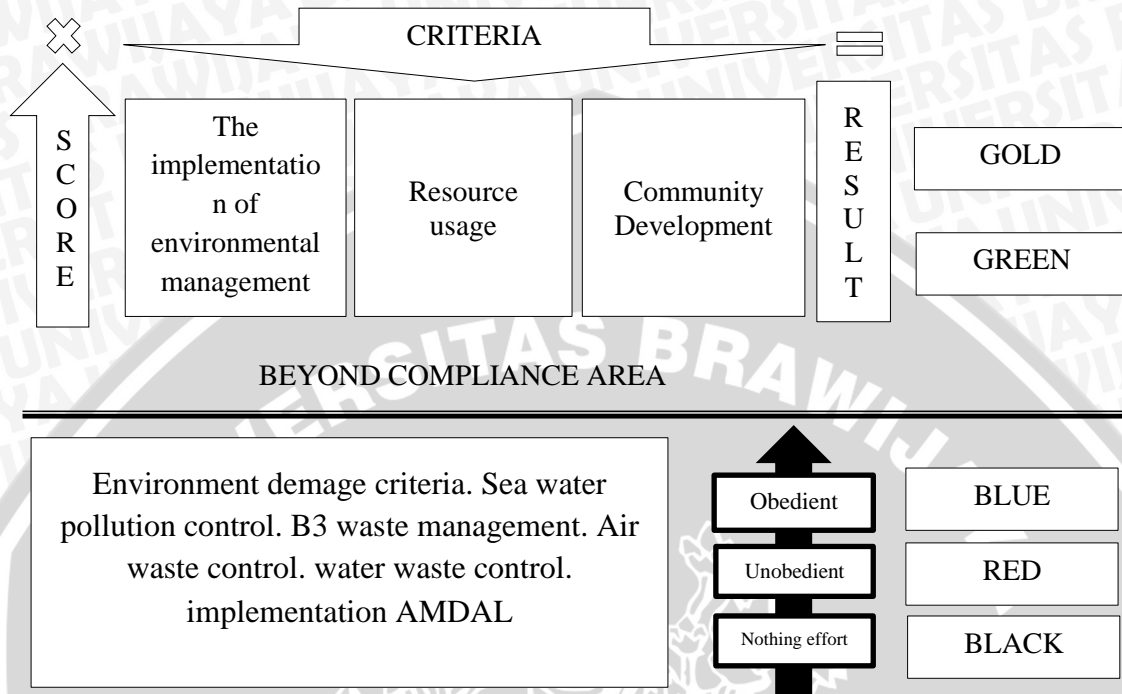 CRITERIA
S
C
O
R
E
The
implementatio
n of
environmental
management
Resource
usage
Community
Development
R
E
S
U
L
T
GOLD
GREEN
BEYOND COMPLIANCE AREA
UNIVERSITAS BRAWIJAYA
Environment demage criteria. Sea water
pollution control. B3 waste management. Air
waste control. water waste control.
implementation AMDAL
Obedient
Unobedient
Nothing effort
BLUE
RED
BLACK